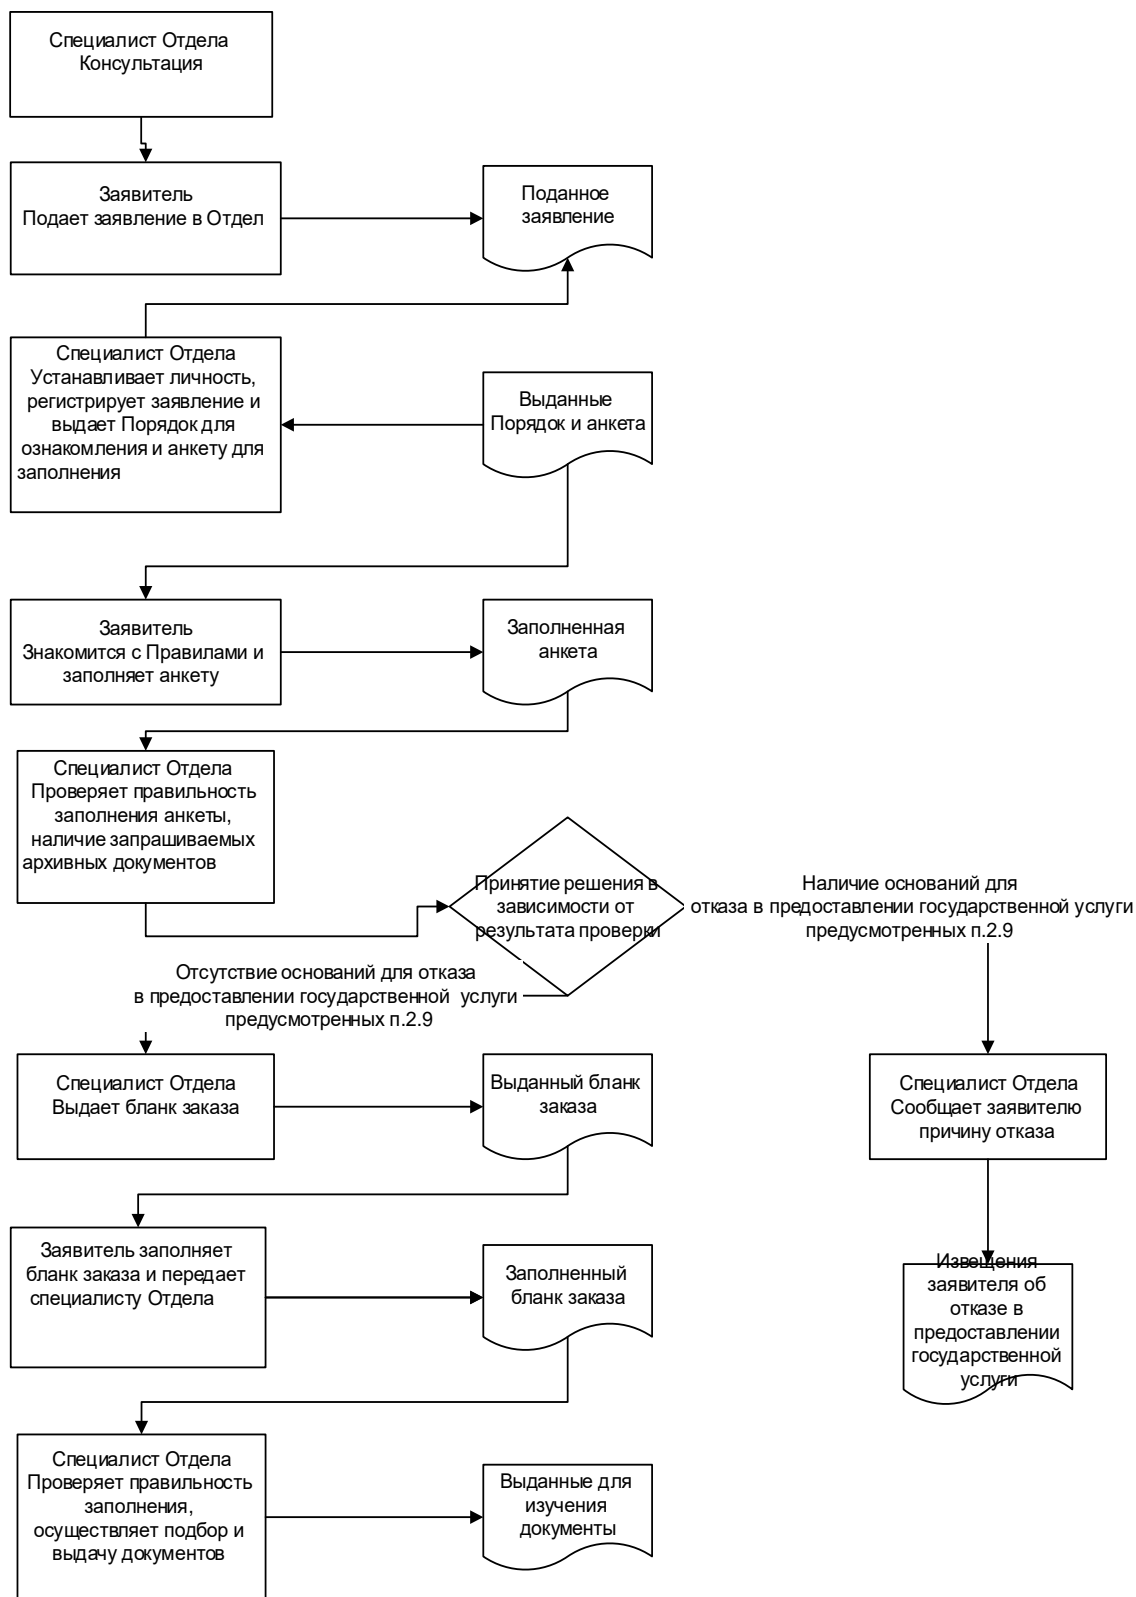 Специалист Отдела
Консультация
Заявитель
Подает заявление в Отдел
Поданное
заявление
Специалист Отдела
Устанавливает личность,
регистрирует заявление и
выдает Порядок для
ознакомления и анкету для
заполнения
Выданные
Порядок и анкета
Заявитель
Знакомится с Правилами и
заполняет анкету
Заполненная
анкета
Специалист Отдела
Проверяет правильность
заполнения анкеты,
наличие запрашиваемых
архивных документов
Принятие решения в
зависимости от
результата проверки
Наличие оснований для
отказа в предоставлении государственной услуги
предусмотренных п.2.9
Отсутствие оснований для отказа
в предоставлении государственной услуги
предусмотренных п.2.9
Специалист Отдела
Выдает бланк заказа
Выданный бланк
заказа
Специалист Отдела
Сообщает заявителю
причину отказа
Заявитель заполняет
бланк заказа и передает
специалисту Отдела
Заполненный
бланк заказа
Извещения
заявителя об
отказе в
предоставлении
государственной
услуги
Специалист Отдела
Проверяет правильность
заполнения,
осуществляет подбор и
выдачу документов
Выданные для
изучения
документы